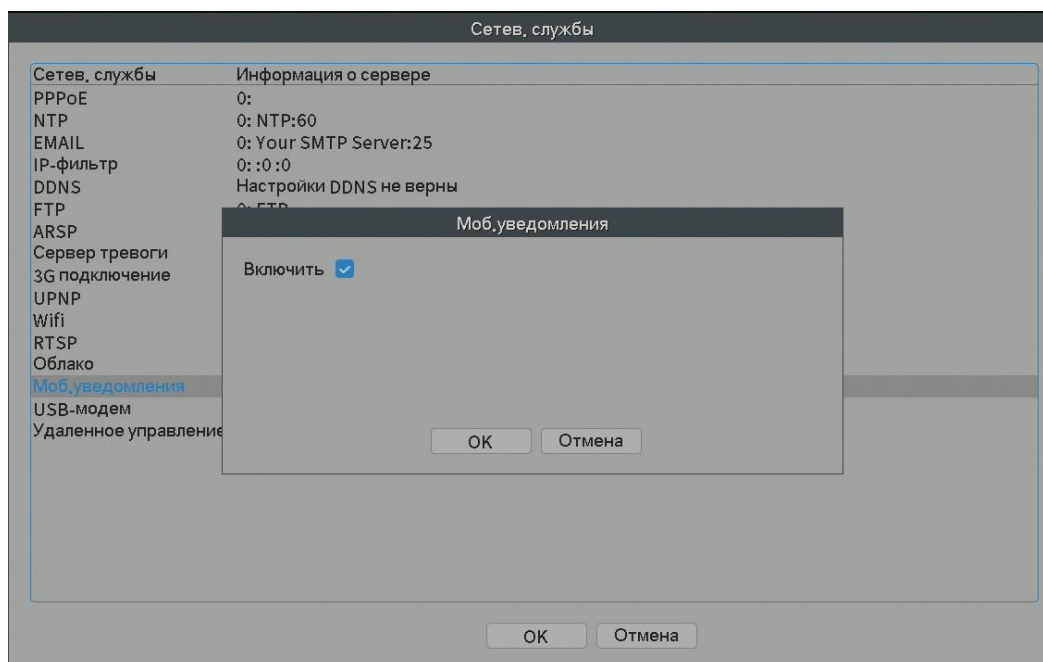 Сетев. службы
Сетев. службы Информация о сервере
PPPoE 0:
NTP 0: NTP:60
EMAIL 0: Your SMTP Server:25
IP-фильтр 0: :0 :0
DDNS Настройки DDNS не верны
FTP 0: FTP
ARSP
Сервер тревоги
3G подключение
UPNP
Wifi
RTSP
Облако
Моб.уведомления
USB-модем
Удаленное управление
Моб.уведомления
Включить
OK Отмена
OK Отмена